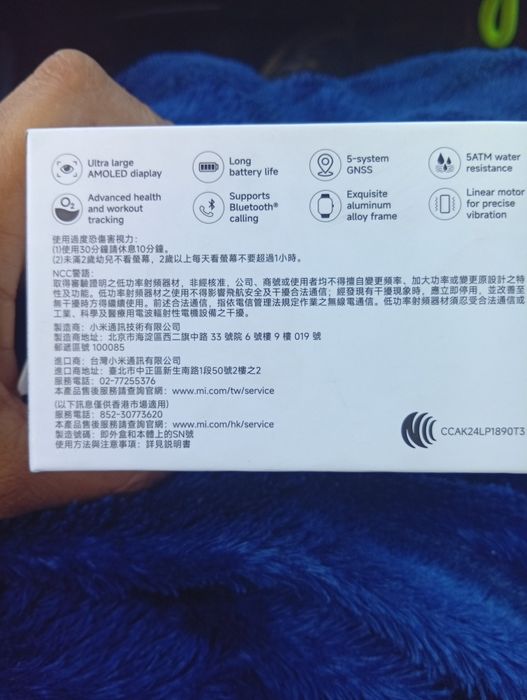 Ultra large
AMOLED diaplay
Long
battery life
5-system
GNSS
5ATM water
resistance
O₂
Advanced health
and workout
tracking
Supports
Bluetooth®
calling
Exquisite
aluminum
alloy frame
Linear motor
for precise
vibration
使用過度恐傷害視力:
(1)使用30分鐘請休息10分鐘。
(2)未滿2歲幼兒不看螢幕，2歲以上每天看螢幕不要超過1小時。
NCC警語:
取得審驗證明之低功率射頻器材，非經核准，公司、商號或使用者均不得擅自變更頻率、加大功率或變更原設計之特
性及功能。低功率射頻器材之使用不得影響飛航安全及干擾合法通信；經發現有干擾現象時，應立即停用，並改善至
無干擾時方得繼續使用。前述合法通信，指依電信管理法規定作業之無線電通信。低功率射頻器材須忍受合法通信或
工業、科學及醫療用電波輻射性電機設備之干擾。
製造商: 小米通訊技術有限公司
製造商地址: 北京市海淀區西二旗中路 33 號院 6 號樓 9 樓 019 號
郵遞區號 100085
進口商: 台灣小米通訊有限公司
進口商地址: 臺北市中正區新生南路1段50號2樓之2
服務電話: 02-77255376
本產品售後服務請查詢官網: www.mi.com/tw/service
(以下訊息僅供香港市場適用)
服務電話: 852-30773620
本產品售後服務請查詢官網: www.mi.com/hk/service
製造號碼: 即外盒和本體上的SN號
使用方法與注意事項: 詳見說明書
CCAK24LP1890T3